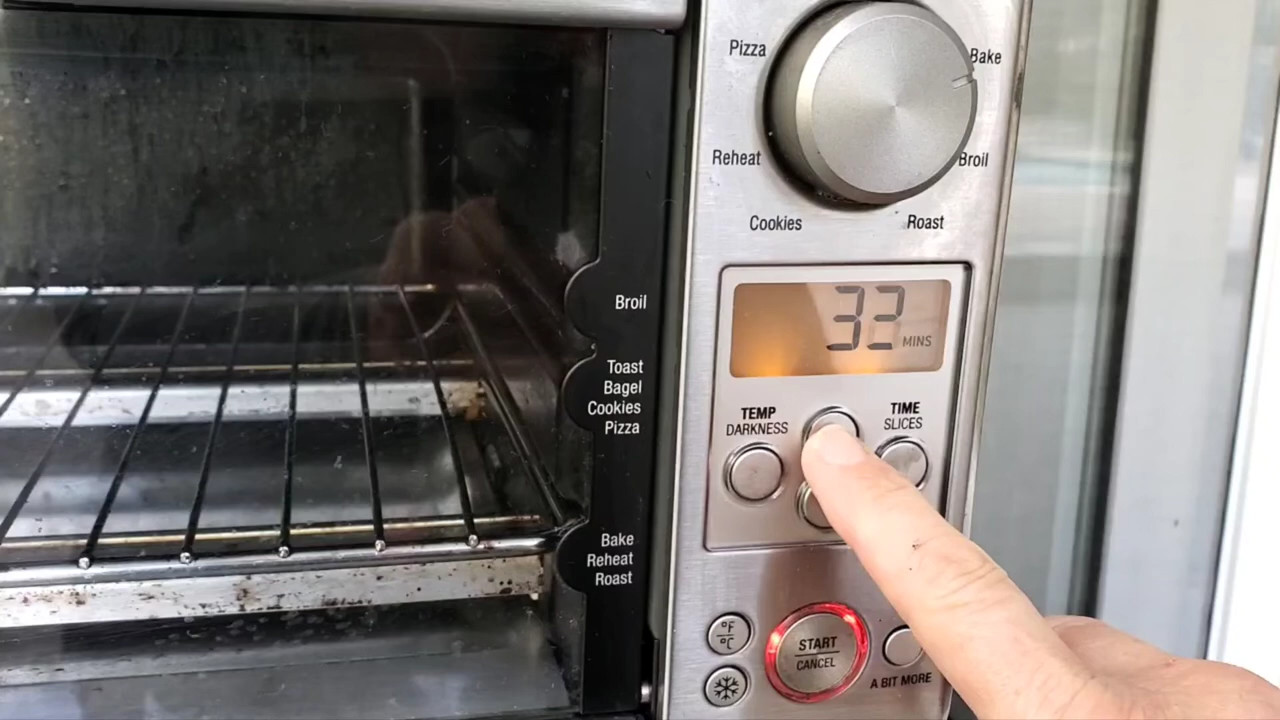 Pizza
Bake
Reheat
Broil
Cookies
Roast
32 MINS
Broil
Toast
Bagel
Cookies
Pizza
TEMP
DARKNESS
TIME
SLICES
Bake
Reheat
Roast
°F
°C
START
CANCEL
A BIT MORE